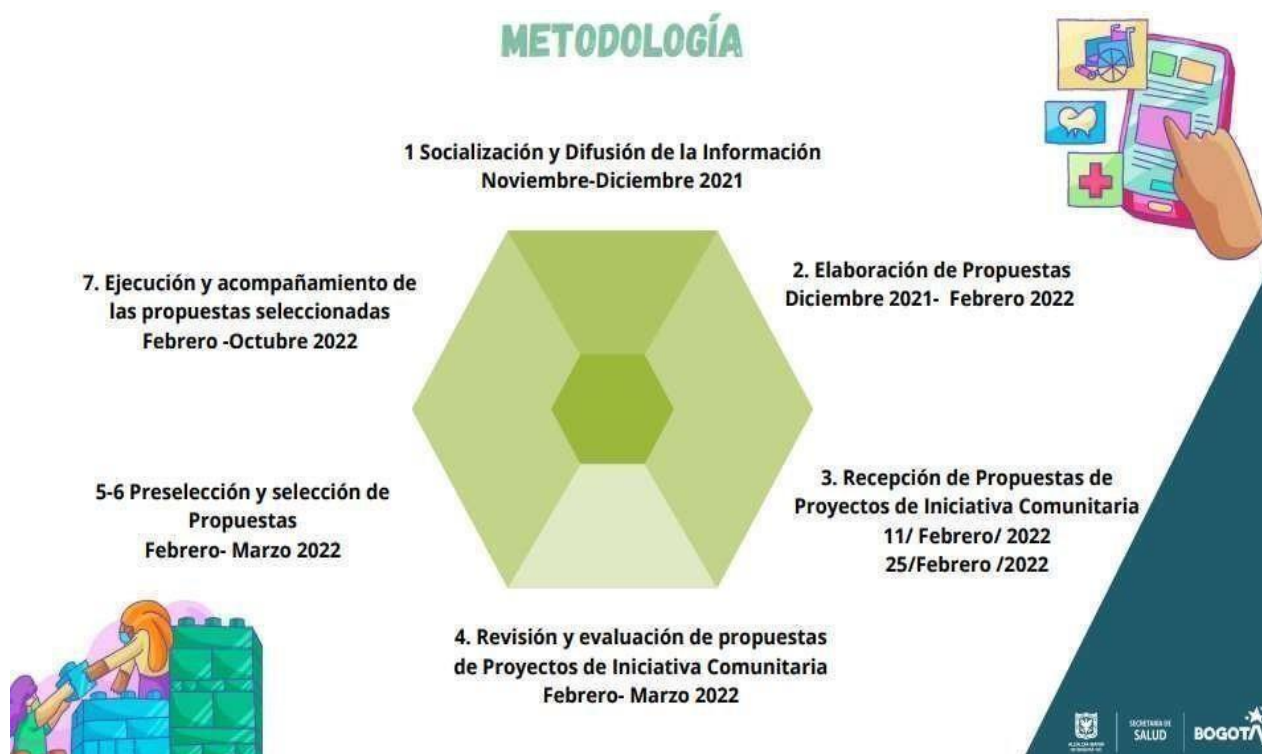 METODOLOGÍA
1 Socialización y Difusión de la Información
Noviembre-Diciembre 2021
2. Elaboración de Propuestas
Diciembre 2021- Febrero 2022
3. Recepción de Propuestas de
Proyectos de Iniciativa Comunitaria
11/ Febrero/ 2022
25/Febrero /2022
4. Revisión y evaluación de propuestas
de Proyectos de Iniciativa Comunitaria
Febrero- Marzo 2022
5-6 Preselección y selección de
Propuestas
Febrero- Marzo 2022
7. Ejecución y acompañamiento de
las propuestas seleccionadas
Febrero -Octubre 2022
SECRETARÍA DE
SALUD
BOGOTÁ